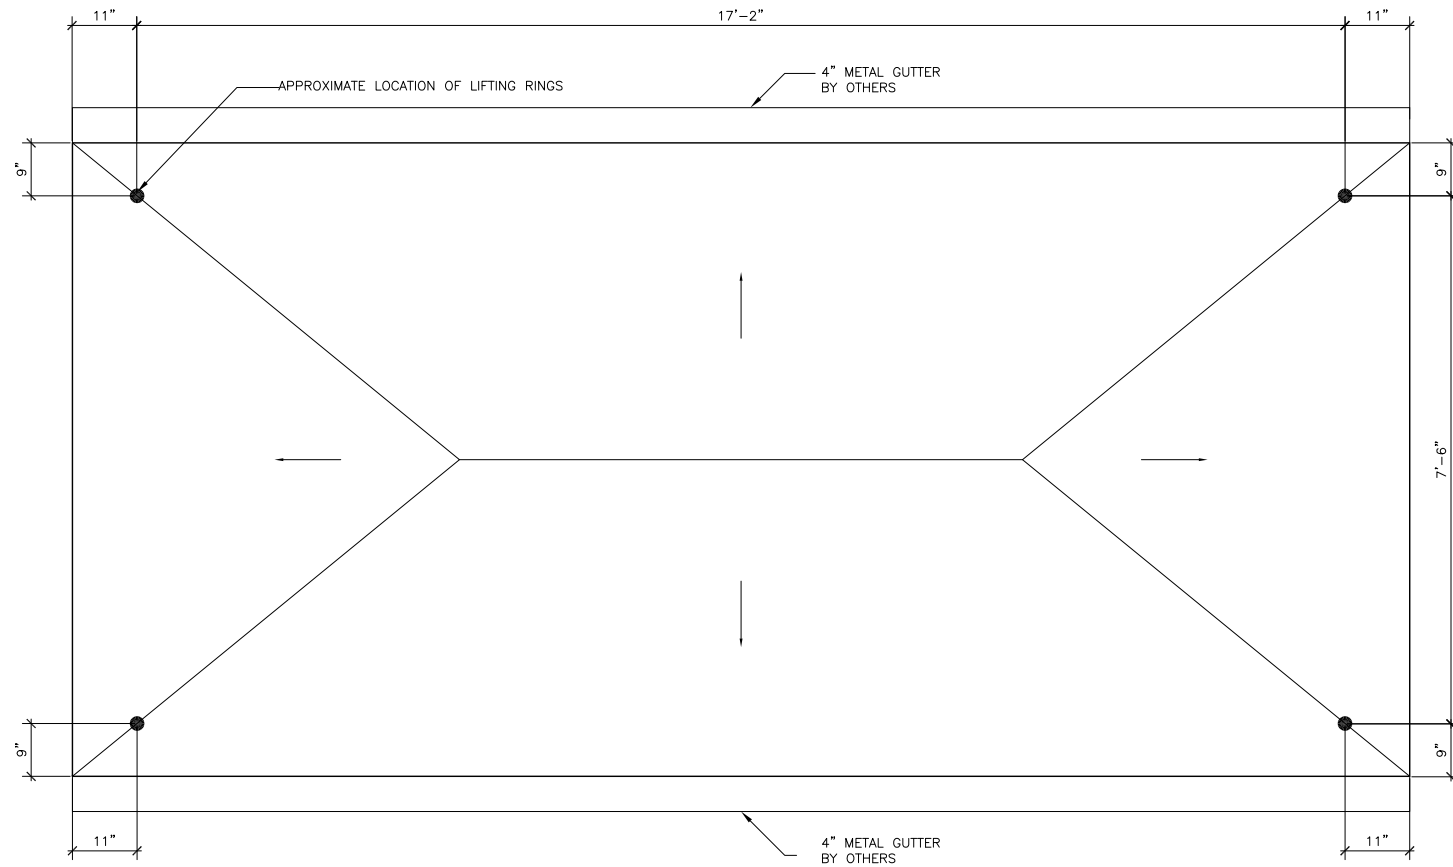 11"
17'-2"
11"
4" METAL GUTTER
BY OTHERS
APPROXIMATE LOCATION OF LIFTING RINGS
9"
9"
7'-6"
9"
9"
11"
11"
4" METAL GUTTER
BY OTHERS